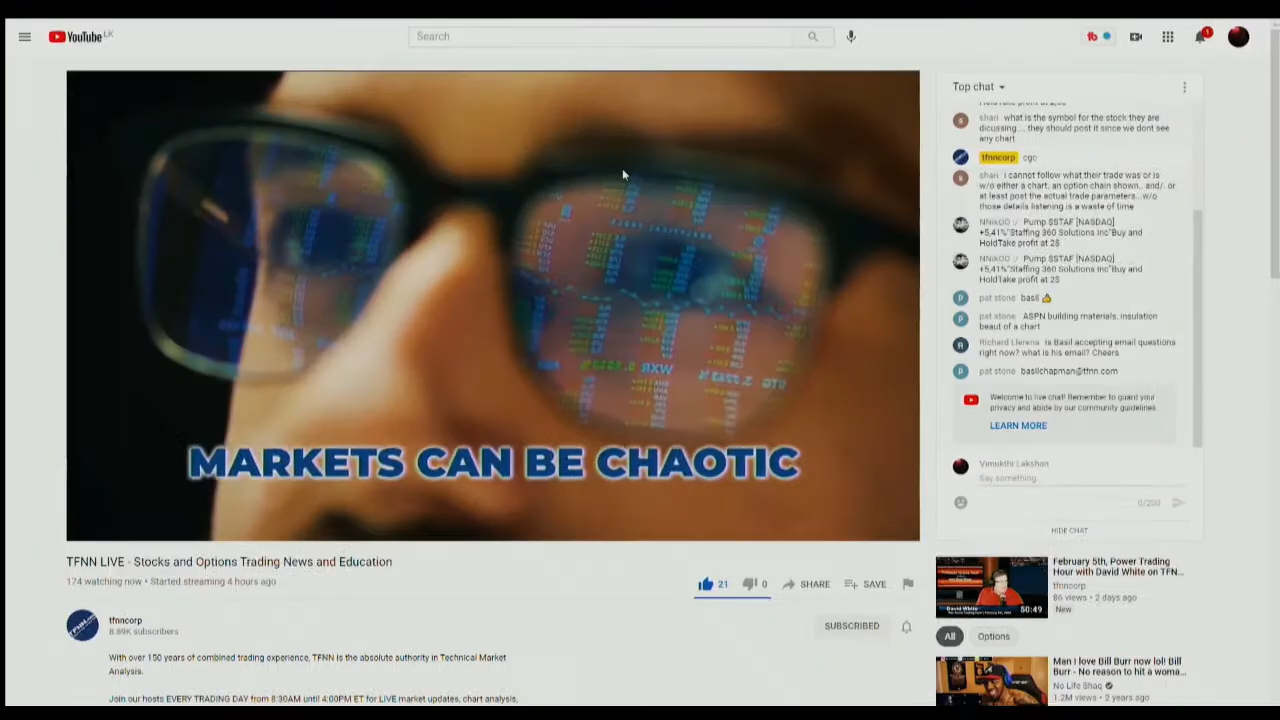 YouTube LK
Search
1
Top chat
shari what is the symbol for the stock they are
dicussing.... they should post it since we dont see
any chart
tfnncorp cgc
shari i cannot follow what their trade was or is
w/o either a chart, an option chain shown.. and/. or
at least post the actual trade parameters...w/o
those details listening is a waste of time
NNikOO :/ Pump $STAF [NASDAQ]
+5,41%"Staffing 360 Solutions Inc"Buy and
HoldTake profit at 2$
NNikOO :/ Pump $STAF [NASDAQ]
+5,41%"Staffing 360 Solutions Inc"Buy and
HoldTake profit at 2$
pat stone basil 👍
pat stone ASPN building materials, insulation
beaut of a chart
Richard Llerena is Basil accepting email questions
right now? what is his email? Cheers
pat stone basilchapman@tfnn.com
Welcome to live chat! Remember to guard your
privacy and abide by our community guidelines.
LEARN MORE
Vimukthi Lakshan
Say something...
0/200
HIDE CHAT
MARKETS CAN BE CHAOTIC
TFNN LIVE - Stocks and Options Trading News and Education
174 watching now • Started streaming 4 hours ago
21 0 SHARE SAVE
tfnncorp
8.89K subscribers
SUBSCRIBED
With over 150 years of combined trading experience, TFNN is the absolute authority in Technical Market
Analysis.
Join our hosts EVERY TRADING DAY from 8:30AM until 4:00PM ET for LIVE market updates, chart analysis,
February 5th, Power Trading
Hour with David White on TFN...
tfnncorp
86 views • 2 days ago
New
David White
50:49
All Options
Man I love Bill Burr now lol! Bill
Burr - No reason to hit a woma...
No Life Shaq
1.2M views • 2 years ago